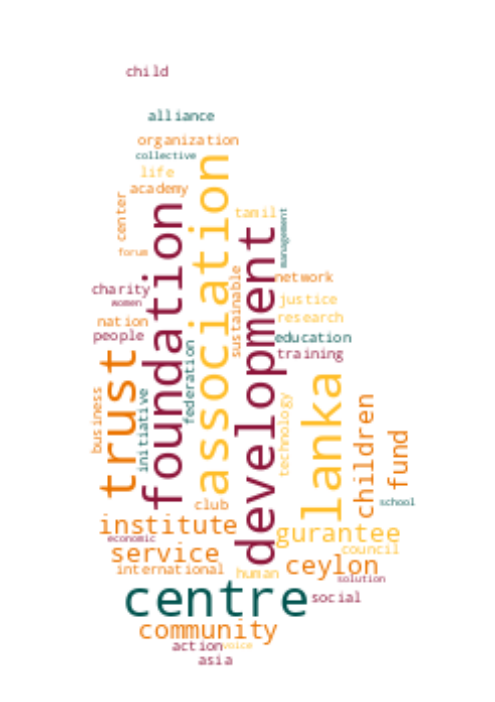 child
alliance
organization
collective
life
academy
association
tamil
center
foundation
management
development
forum
sustainable
network
charity
women
justice
nation
research
people
federation
education
training
trust
initiative
lanka
business
technology
children
fund
school
club
institute
economic
gurantee
service
council
international
human
ceylon
solution
centre
social
community
action
voice
asia